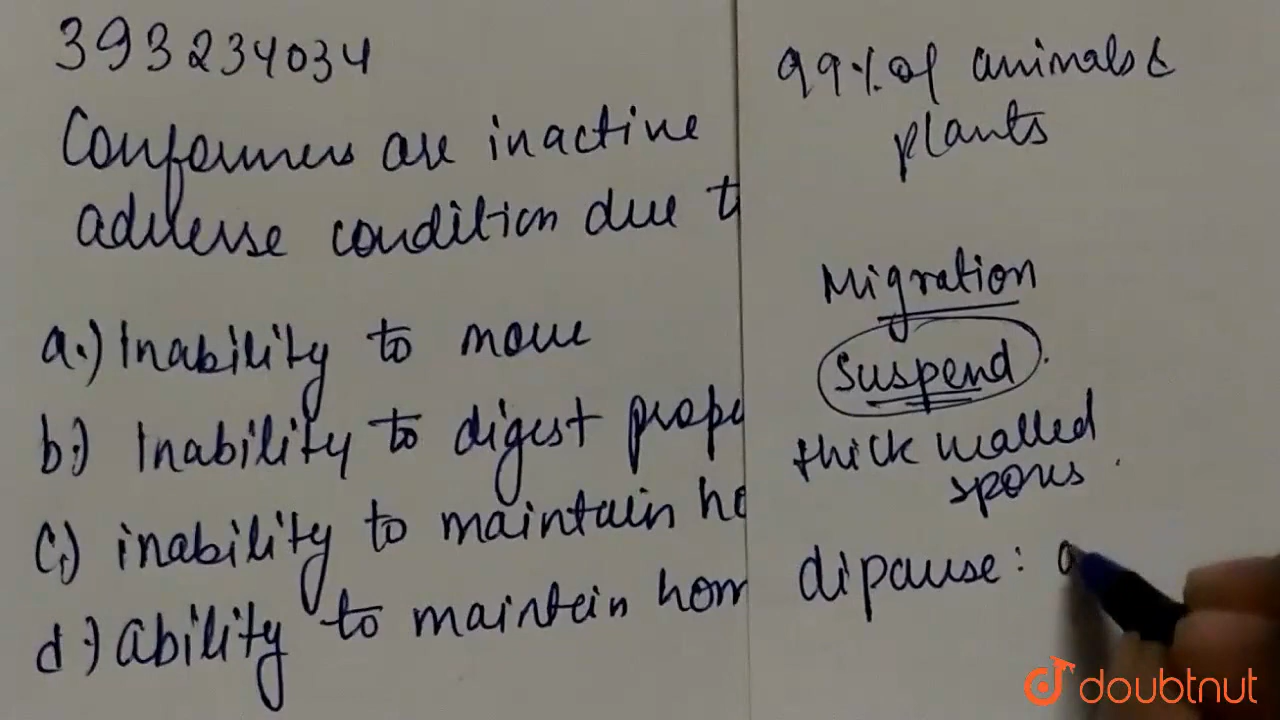 393234034
Conformers are inactive
adverse condition due t
a.) Inability to move
b.) Inability to digest prope
c.) inability to maintain ho
d.) ability to maintein hom
99% of animals &
plants
Migration
Suspend.
thick walled
spores.
dipause: a
doubtnut